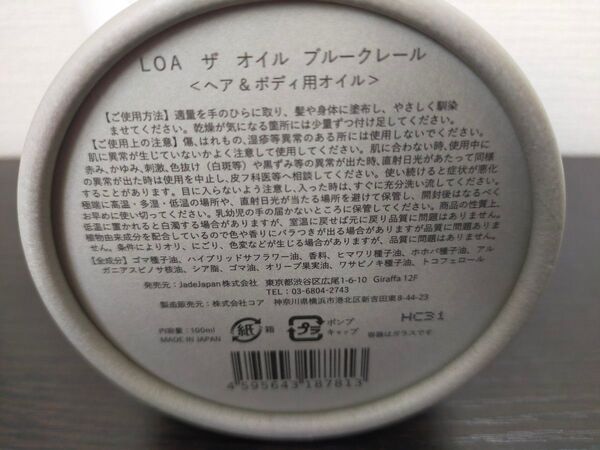 LOA ザ オイル ブルークレール
<ヘア&ボディ用オイル>
【ご使用方法】適量を手のひらに取り、髪や身体に塗布し、やさしく馴染
ませてください。乾燥が気になる箇所には少量ずつ付け足してください。
【ご使用上の注意】傷、はれもの、湿疹等異常のある所には使用しないでください。
肌に異常が生じていないかよく注意して使用してください。肌に合わない時、使用中に
赤み、かゆみ、刺激、色抜け(白斑等)や黒ずみ等の異常が出た時、直射日光があたって同様
の異常が出た時は使用を中止し、皮フ科医等へ相談してください。使い続けると症状が悪化
することがあります。目に入らないよう注意し、入った時は、すぐに充分洗い流してください。
極端に高温・多湿・低温の場所や、直射日光が当たる場所を避けて保管し、開封後はなるべく
お早めに使い切ってください。乳幼児の手の届かないところに保管してください。商品の性質上、
低温に置かれると白濁する場合がありますが、室温に戻せば元に戻り品質に問題はありません。
植物由来成分を配合しているので色や香りにバラつきが出る場合がありますが品質に問題はありま
せん。条件によりオリ、にごり、色変などが生じる場合がありますが、品質に問題はありません。
【全成分】ゴマ種子油、ハイブリッドサフラワー油、香料、ヒマワリ種子油、ホホバ種子油、アル
ガニアスピノサ核油、シア脂、ゴマ油、オリーブ果実油、ワサビノキ種子油、トコフェロール
発売元:JadeJapan株式会社 東京都渋谷区広尾1-6-10 Giraffa 12F
TEL:03-6804-2743
製造販売元:株式会社コア 神奈川県横浜市港北区新吉田東8-44-23
内容量:100ml
MADE IN JAPAN
紙 箱
プラ ポンプ
キャップ
HC31
容器はガラスです。
4595643187813